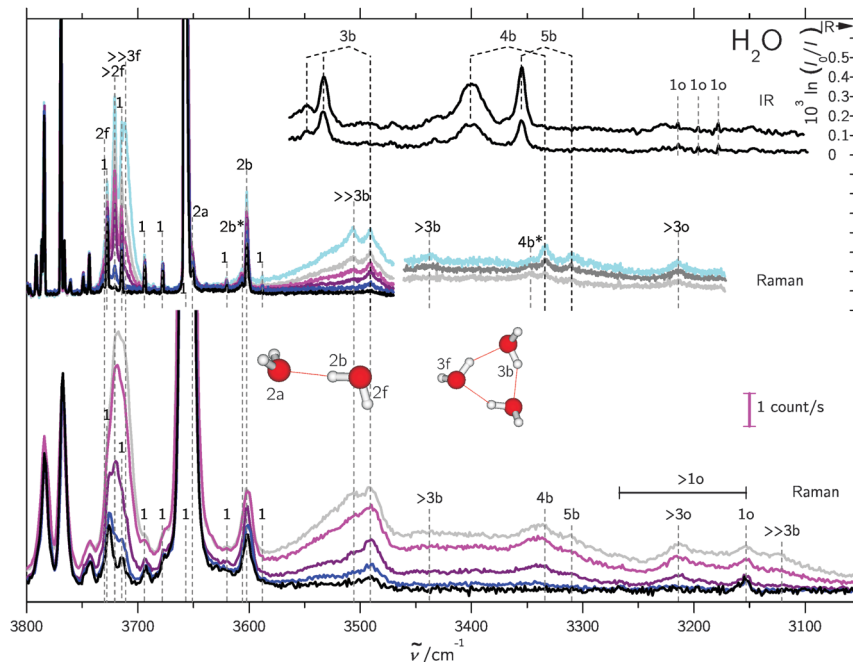 3b
4b
5b
H₂O
IR
10³ ln (I₀/I)
0.5
0.4
0.3
0.2
0.1
0
1o 1o 1o
IR
>>3f
>2f
1
2f
1
2a
1
1
2b
2b*
1
1
>>3b
>3b
4b*
>3o
Raman
1
2b
2a
2f
3f
3b
1 count/s
1
1
1
1
1
1
1
>3b
4b
5b
>1o
>3o
1o
>>3b
Raman
3800
3700
3600
3500
3400
3300
3200
3100
ν̃/cm⁻¹